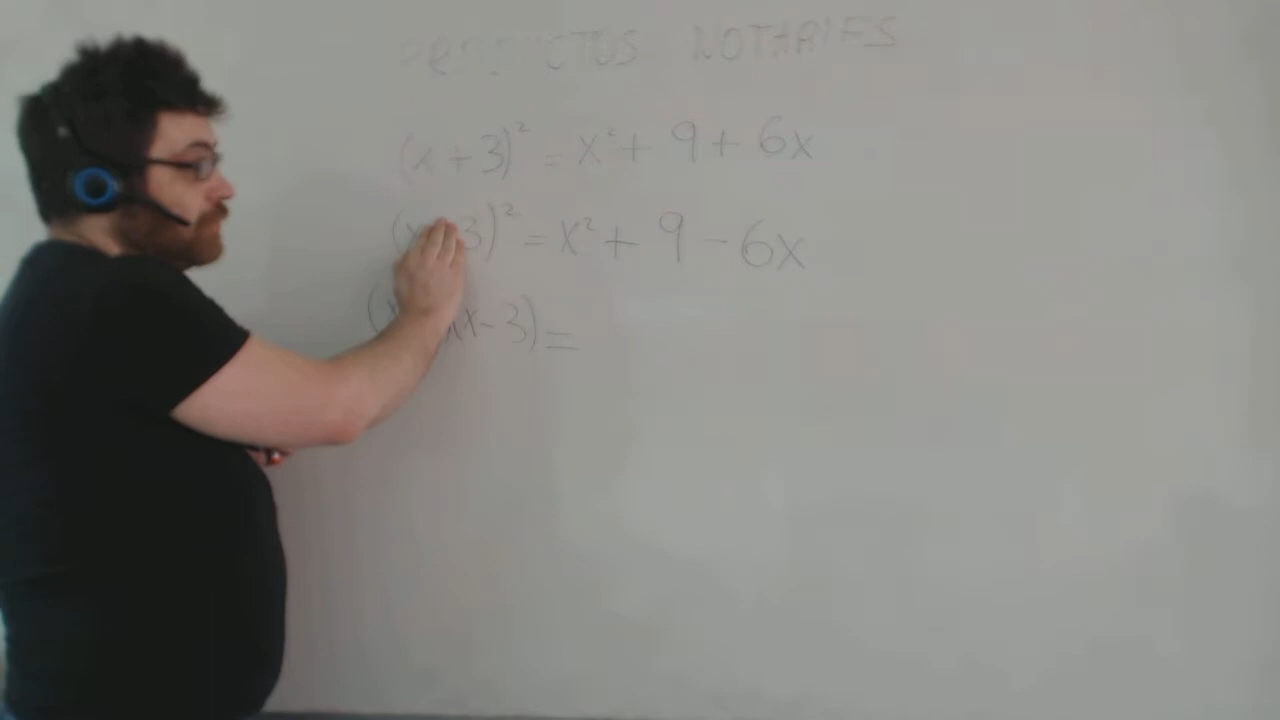 PRODUCTOS NOTABLES
(x+3)² = x² + 9 + 6x
3)² = x² + 9 - 6x
(x-3) =